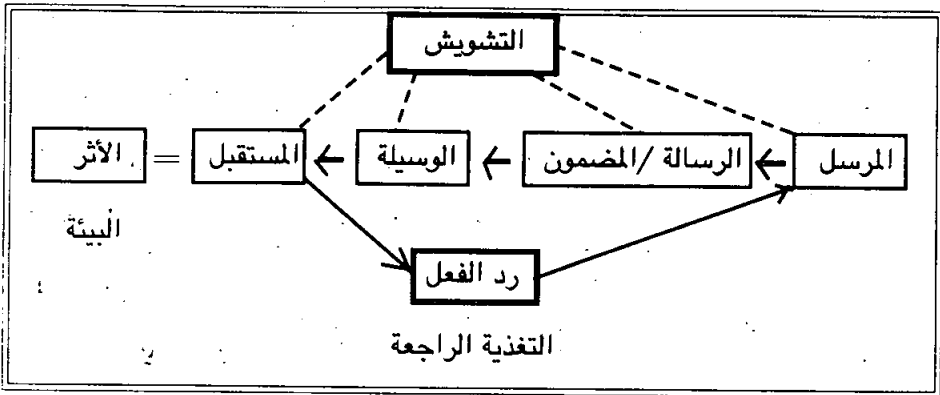 التشويش
المرسل
الرسالة /المضمون
الوسيلة
المستقبل
=
الأثر
البيئة
رد الفعل
التغذية الراجعة